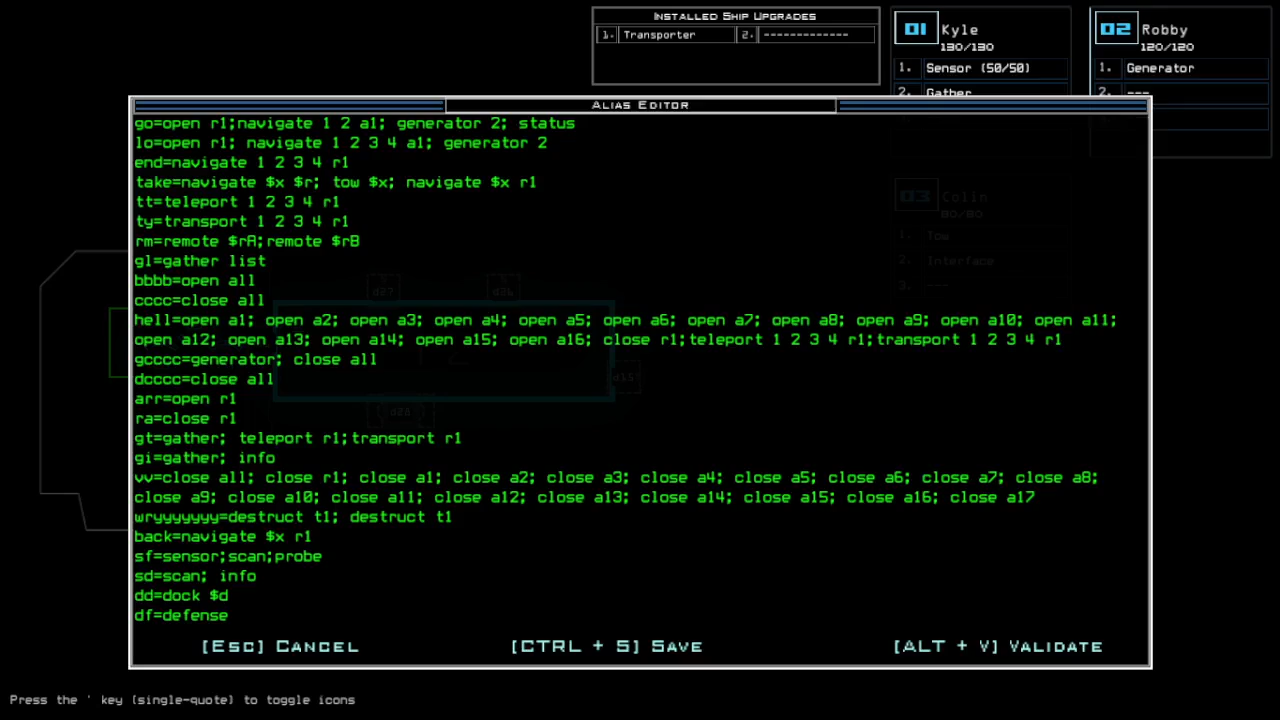 Installed Ship Upgrades
1. Transporter 2. -------------
01 Kyle
130/130
1. Sensor (50/50)
2. Gather
02 Robby
120/120
1. Generator
2. ---
Alias Editor
go=open r1;navigate 1 2 a1; generator 2; status
lo=open r1; navigate 1 2 3 4 a1; generator 2
end=navigate 1 2 3 4 r1
take=navigate $x $r; tow $x; navigate $x r1
tt=teleport 1 2 3 4 r1
ty=transport 1 2 3 4 r1
rm=remote $rA;remote $rB
gl=gather list
bbbb=open all
cccc=close all
hell=open a1; open a2; open a3; open a4; open a5; open a6; open a7; open a8; open a9; open a10; open a11;
open a12; open a13; open a14; open a15; open a16; close r1;teleport 1 2 3 4 r1;transport 1 2 3 4 r1
gcccc=generator; close all
dcccc=close all
arr=open r1
ra=close r1
gt=gather; teleport r1;transport r1
gi=gather; info
vv=close all; close r1; close a1; close a2; close a3; close a4; close a5; close a6; close a7; close a8;
close a9; close a10; close a11; close a12; close a13; close a14; close a15; close a16; close a17
wryyyyyyy=destruct t1; destruct t1
back=navigate $x r1
sf=sensor;scan;probe
sd=scan; info
dd=dock $d
df=defense
03 Colin
80/80
1. Tow
2. Interface
3. ---
[Esc] Cancel [CTRL + S] Save [ALT + V] Validate
Press the ' key (single-quote) to toggle icons